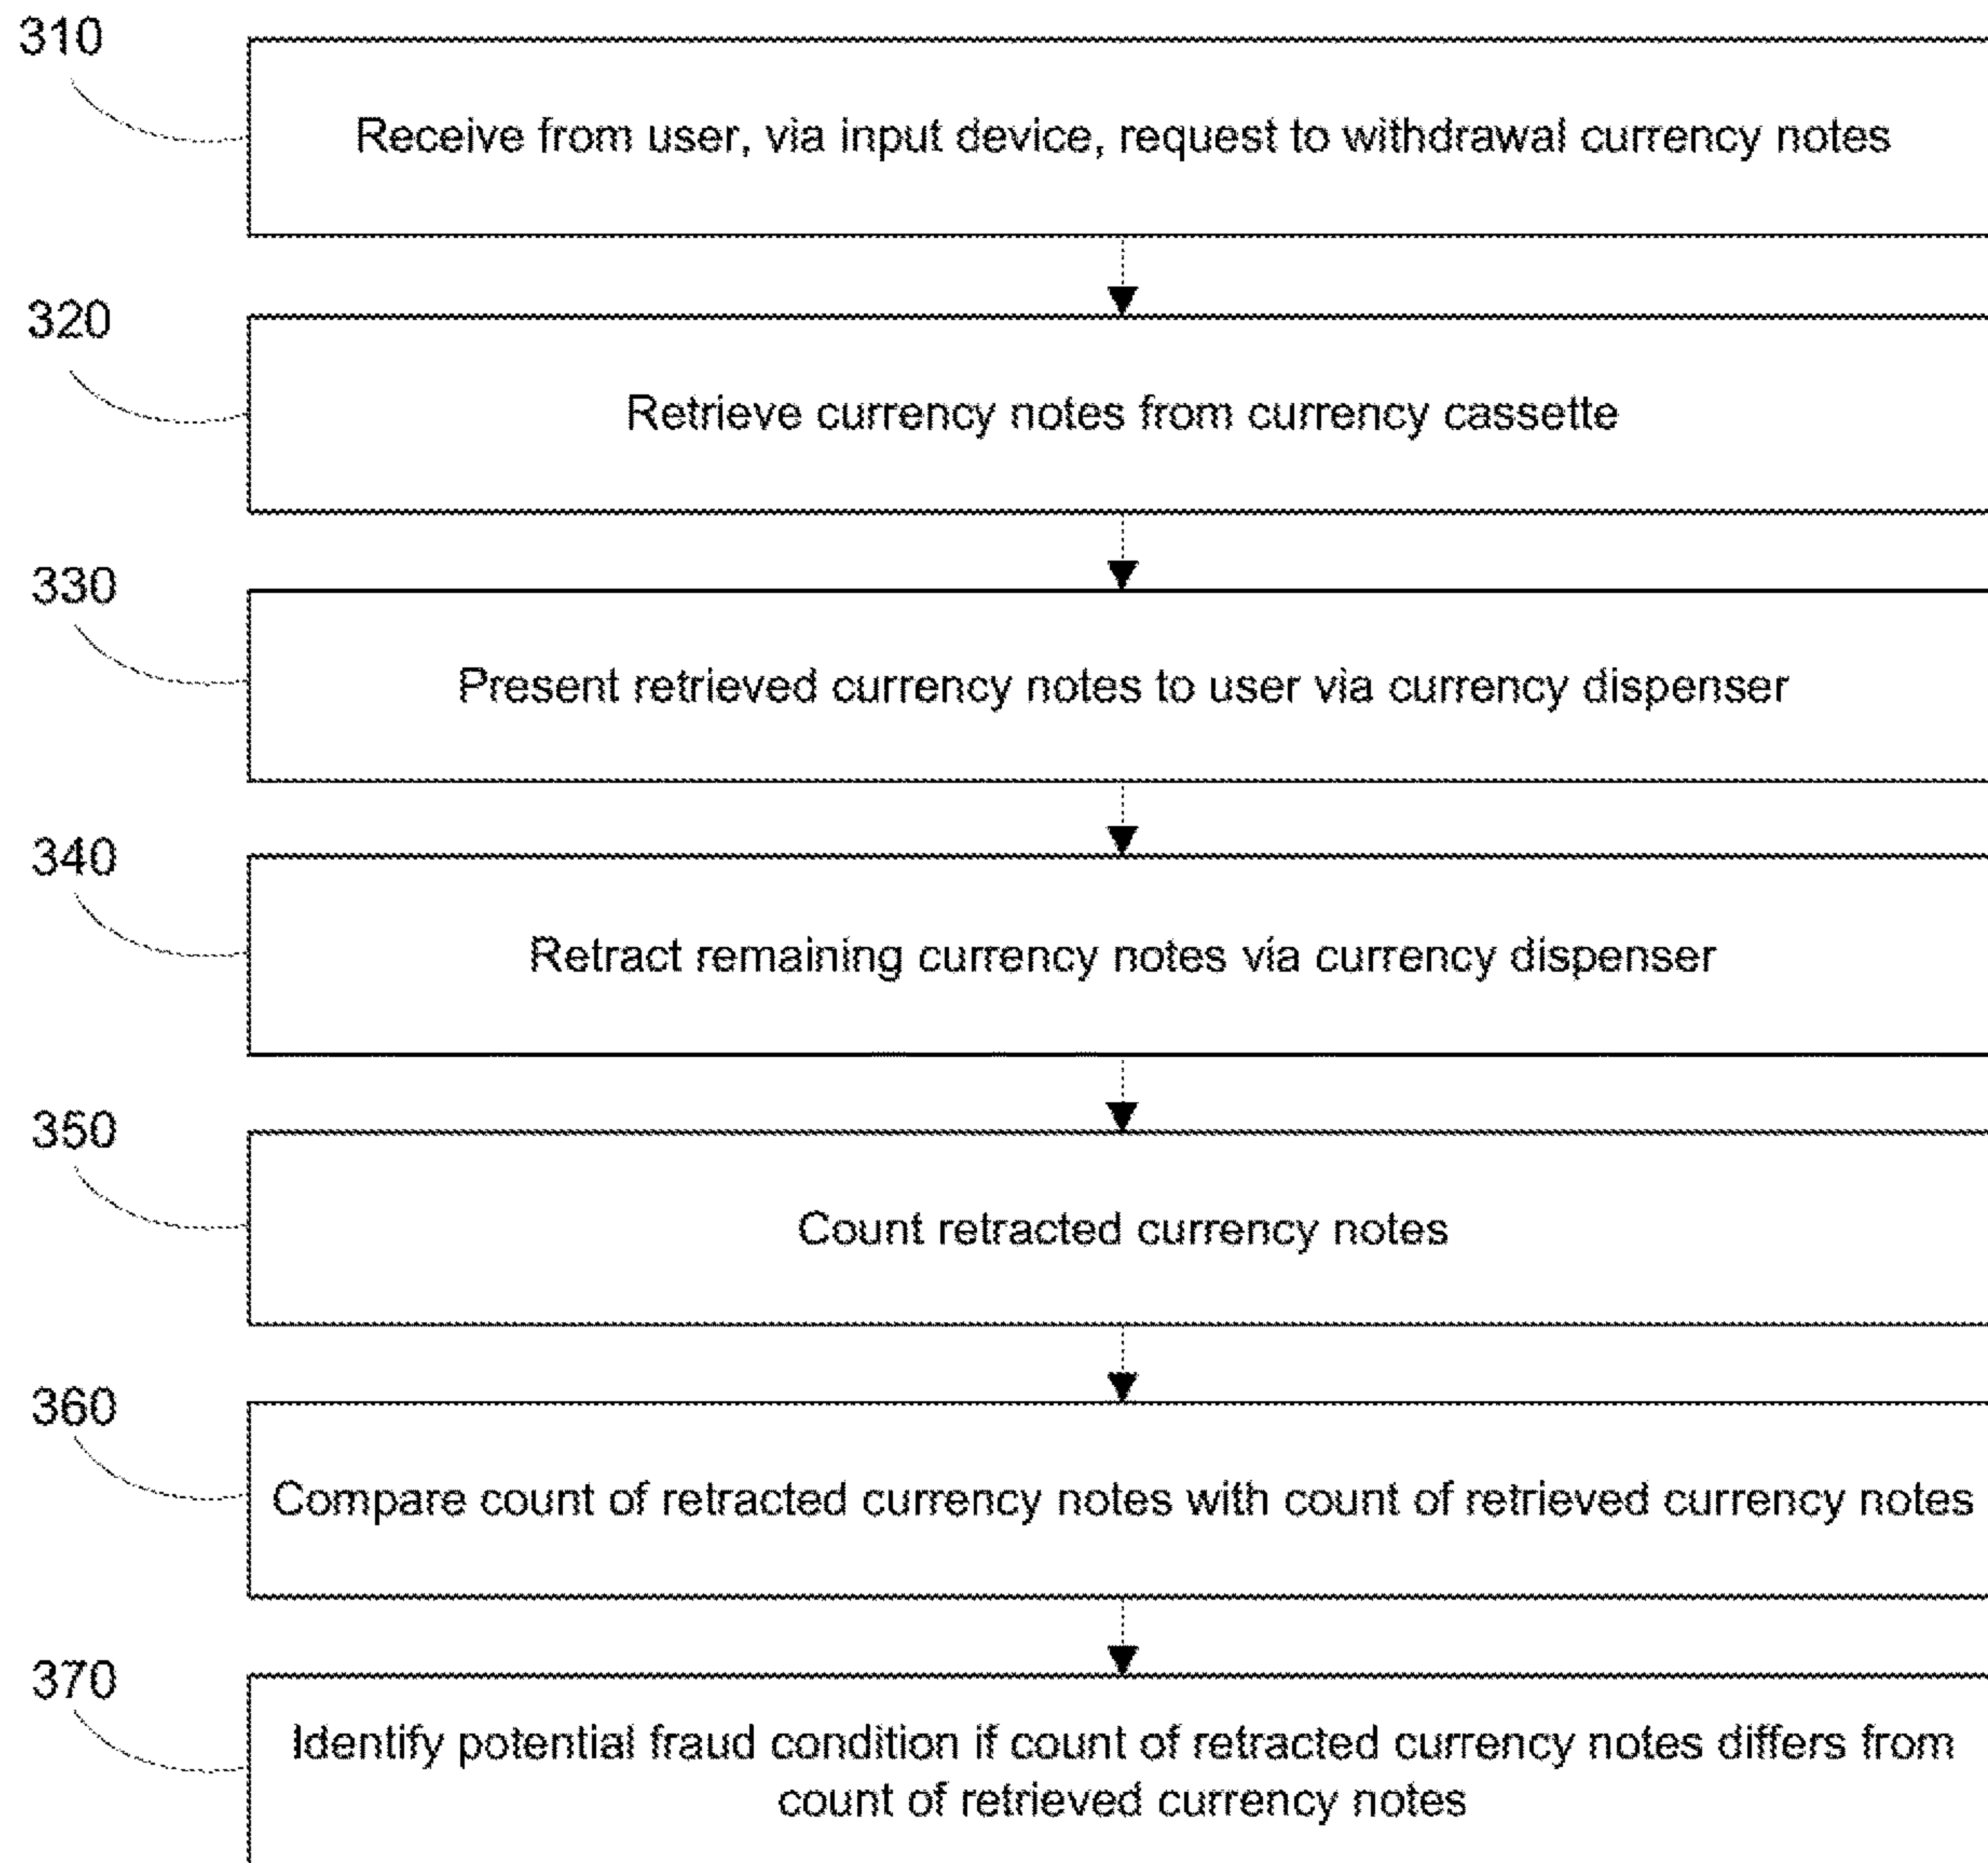 310
Receive from user, via input device, request to withdrawal currency notes
320
Retrieve currency notes from currency cassette
330
Present retrieved currency notes to user via currency dispenser
340
Retract remaining currency notes via currency dispenser
350
Count retracted currency notes
360
Compare count of retracted currency notes with count of retrieved currency notes
370
Identify potential fraud condition if count of retracted currency notes differs from
count of retrieved currency notes